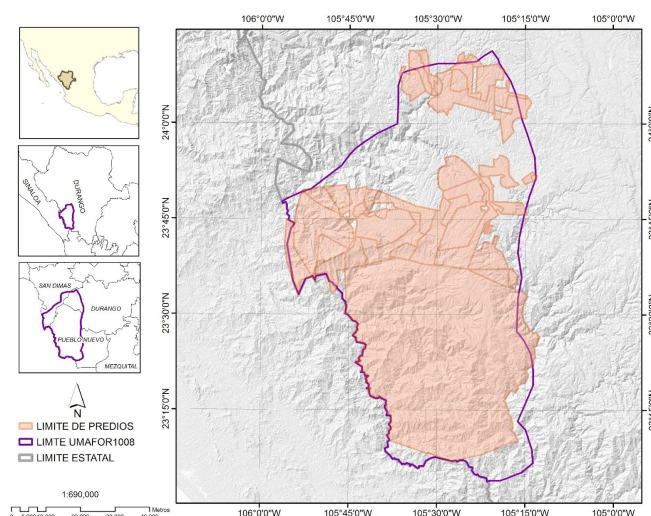 106°0'0"W 105°45'0"W 105°30'0"W 105°15'0"W 105°0'0"W
24°0'0"N
23°45'0"N
23°30'0"N
23°15'0"N
106°0'0"W 105°45'0"W 105°30'0"W 105°15'0"W 105°0'0"W
SINALOA
DURANGO
SAN DIMAS
DURANGO
PUEBLO NUEVO
MEZQUITAL
N
LIMITE DE PREDIOS
LIMTE UMAFOR1008
LIMITE ESTATAL
1:690,000
Metros